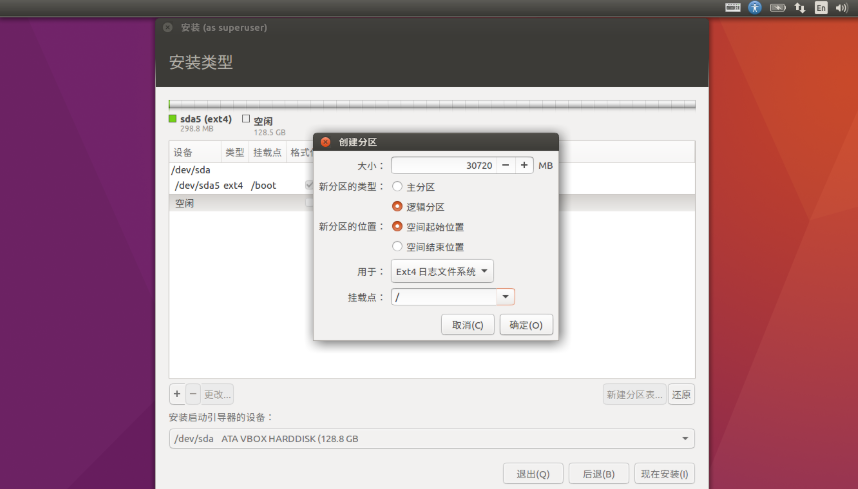 En
安装 (as superuser)
安装类型
sda5 (ext4)
298.8 MB
空闲
128.5 GB
设备 类型 挂载点
/dev/sda
/dev/sda5 ext4 /boot
空闲
创建分区
大小： 30720 － + MB
新分区的类型： 主分区
逻辑分区
新分区的位置： 空间起始位置
空间结束位置
用于： Ext4 日志文件系统
挂载点： /
取消(C) 确定(O)
+ － 更改... 新建分区表... 还原
安装启动引导器的设备：
/dev/sda ATA VBOX HARDDISK (128.8 GB
退出(Q) 后退(B) 现在安装(I)